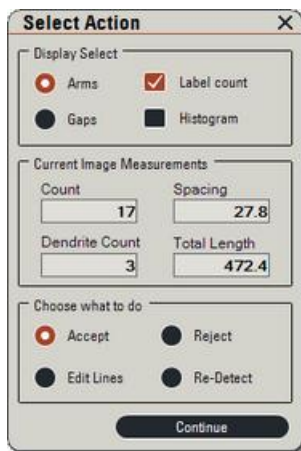 Select Action
Display Select
Arms Label count
Gaps Histogram
Current Image Measurements
Count Spacing
17 27.8
Dendrite Count Total Length
3 472.4
Choose what to do
Accept Reject
Edit Lines Re-Detect
Continue